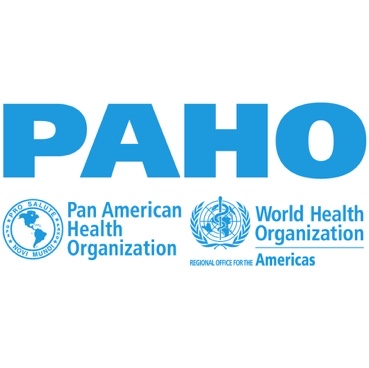 PAHO
PRO SALUTE
NOVI MUNDI
Pan American
Health
Organization
World Health
Organization
REGIONAL OFFICE FOR THE Americas